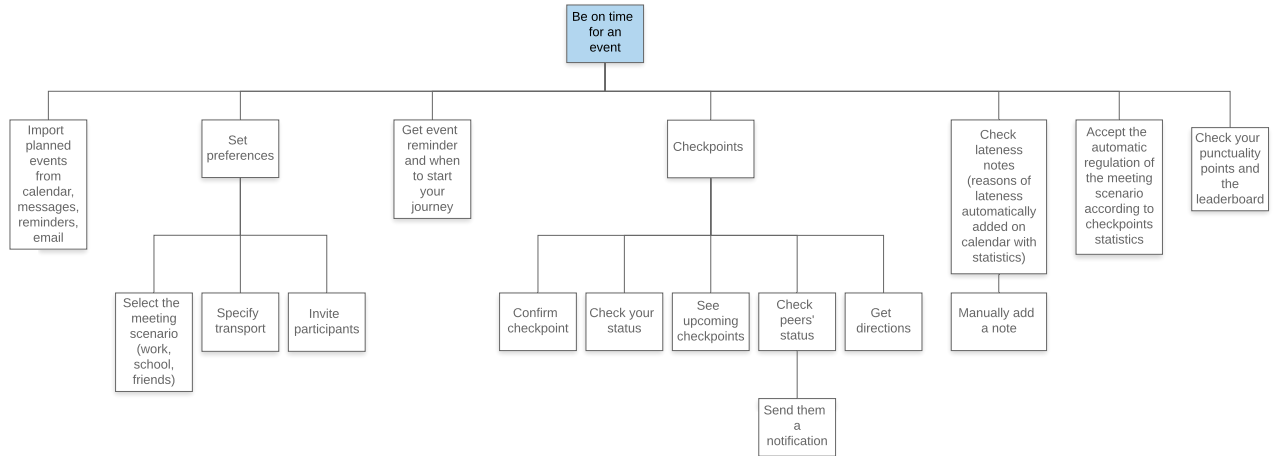 Be on time
for an
event
Import
planned
events
from
calendar,
messages,
reminders,
email
Set
preferences
Get event
reminder
and when
to start
your
journey
Checkpoints
Check
lateness
notes
(reasons of
lateness
automatically
added on
calendar with
statistics)
Accept the
automatic
regulation of
the meeting
scenario
according to
checkpoints
statistics
Check your
punctuality
points and
the
leaderboard
Select the
meeting
scenario
(work,
school,
friends)
Specify
transport
Invite
participants
Confirm
checkpoint
Check your
status
See
upcoming
checkpoints
Check
peers'
status
Get
directions
Manually add
a note
Send them
a
notification